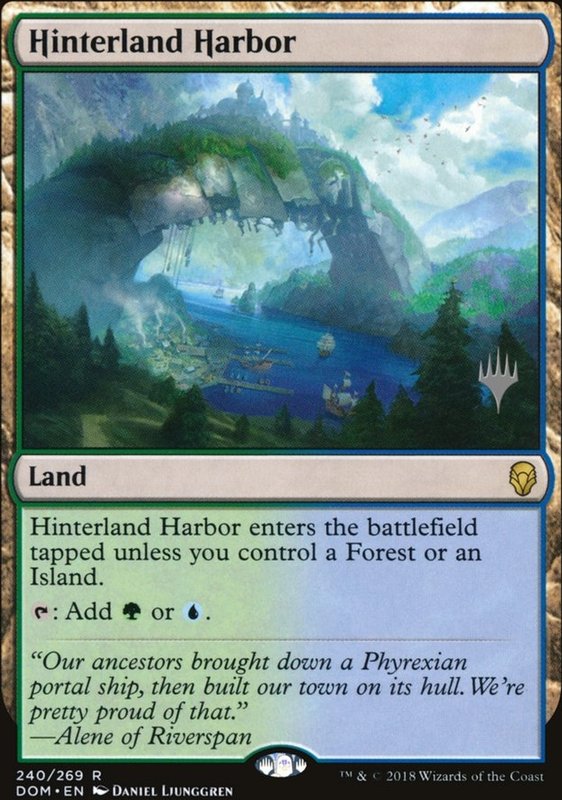 Hinterland Harbor
Land
Hinterland Harbor enters the battlefield
tapped unless you control a Forest or an
Island.
: Add or .
“Our ancestors brought down a Phyrexian
portal ship, then built our town on its hull. We’re
pretty proud of that.”
—Alene of Riverspan
240/269 R
DOM • EN Daniel Ljunggren
™ & © 2018 Wizards of the Coast